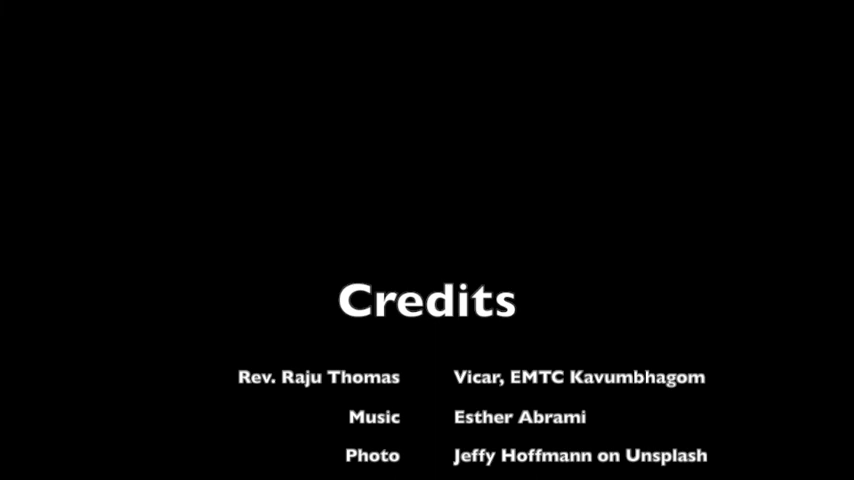 Credits
Rev. Raju Thomas Vicar, EMTC Kavumbhagom
Music Esther Abrami
Photo Jeffy Hoffmann on Unsplash